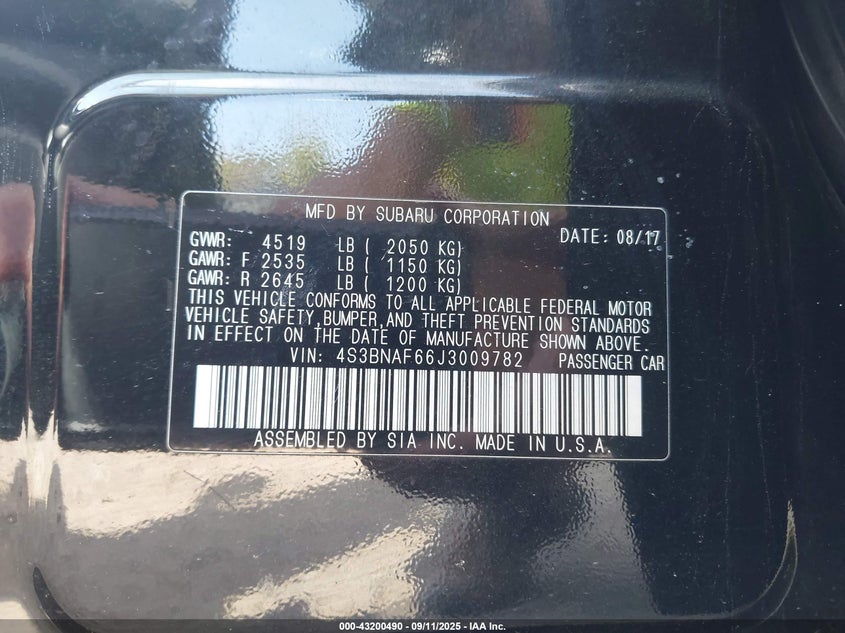 MFD BY SUBARU CORPORATION
GVWR: 4519 LB ( 2050 KG) DATE: 08/17
GAWR: F 2535 LB ( 1150 KG)
GAWR: R 2645 LB ( 1200 KG)
THIS VEHICLE CONFORMS TO ALL APPLICABLE FEDERAL MOTOR
VEHICLE SAFETY,BUMPER,AND THEFT PREVENTION STANDARDS
IN EFFECT ON THE DATE OF MANUFACTURE SHOWN ABOVE.
VIN: 4S3BNAF66J3009782 PASSENGER CAR
ASSEMBLED BY SIA INC. MADE IN U.S.A.
000-43200490 - 09/11/2025 - IAA Inc.